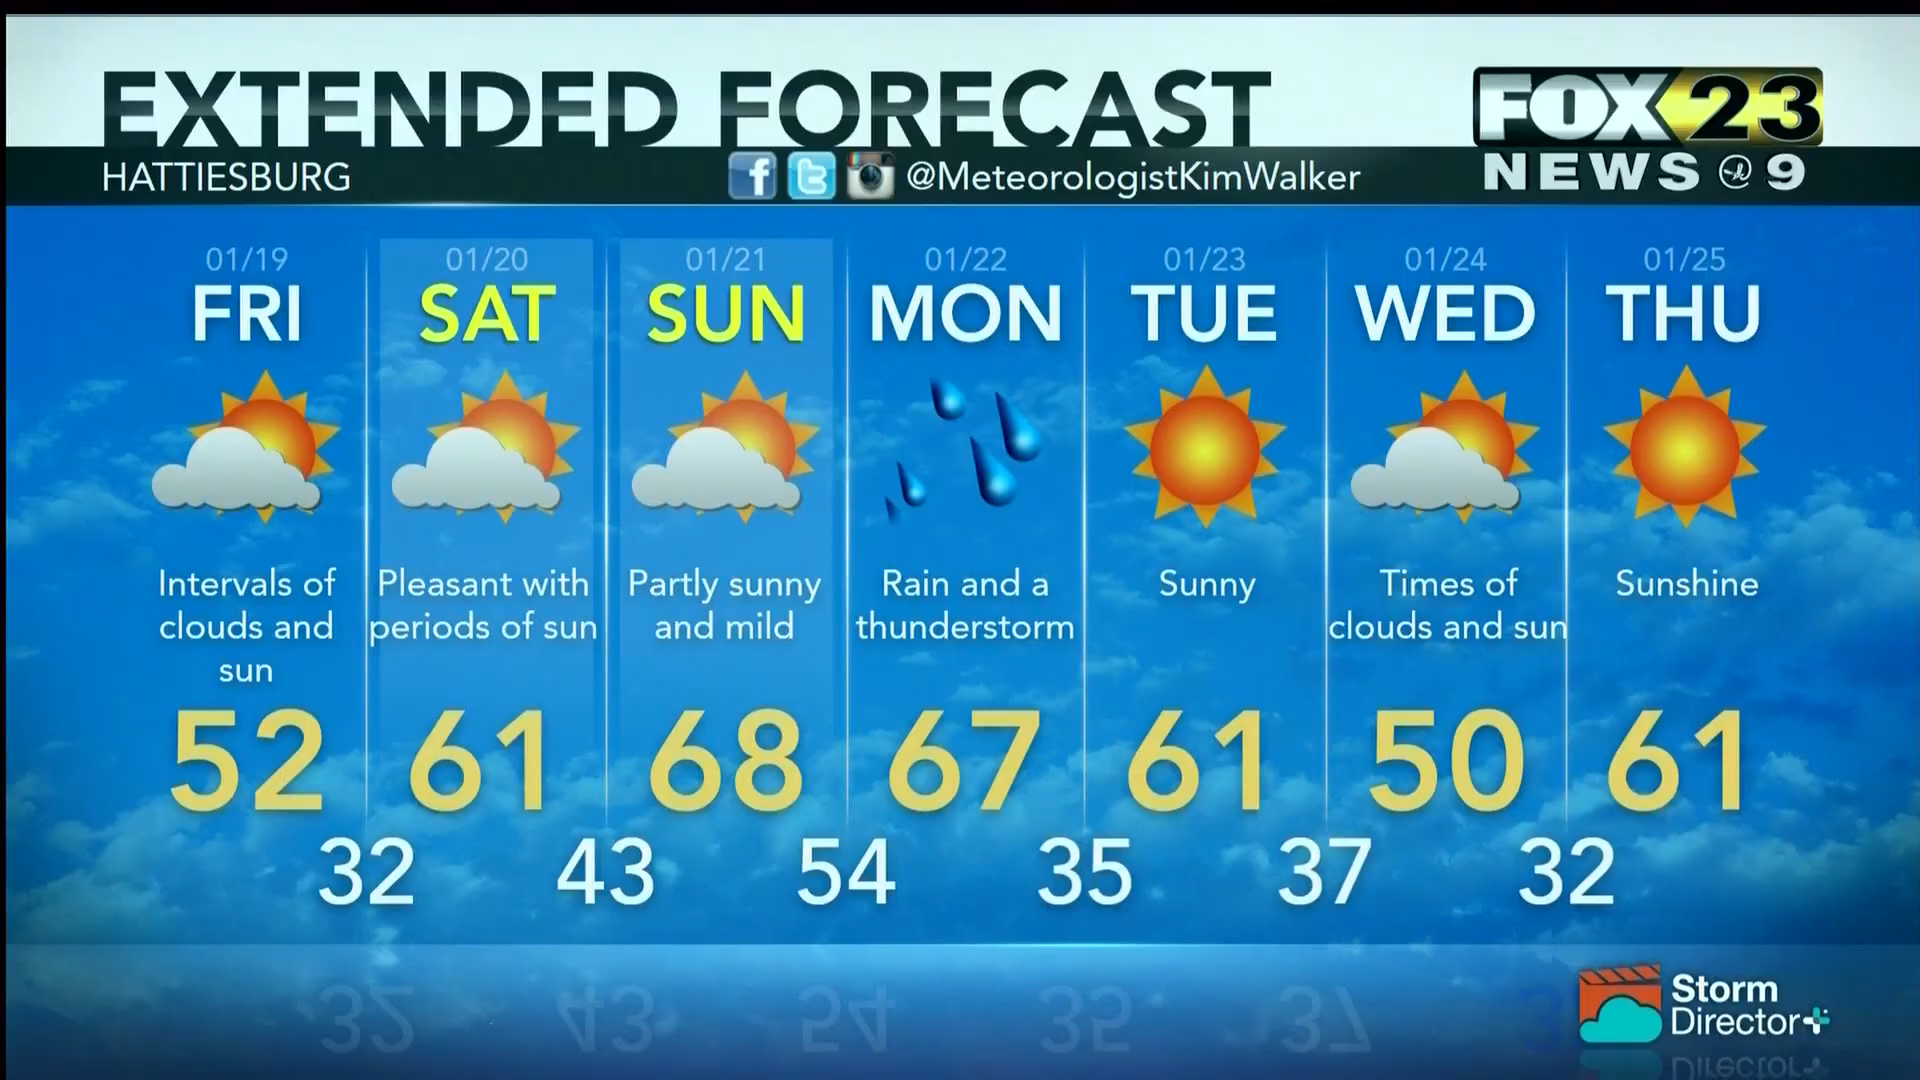 EXTENDED FORECAST
FOX 23
NEWS @ 9
HATTIESBURG
@MeteorologistKimWalker
01/19 01/20 01/21 01/22 01/23 01/24 01/25
FRI SAT SUN MON TUE WED THU
Intervals of
clouds and
sun
Pleasant with
periods of sun
Partly sunny
and mild
Rain and a
thunderstorm
Sunny
Times of
clouds and sun
Sunshine
52 61 68 67 61 50 61
32 43 54 35 37 32
Storm
Director+